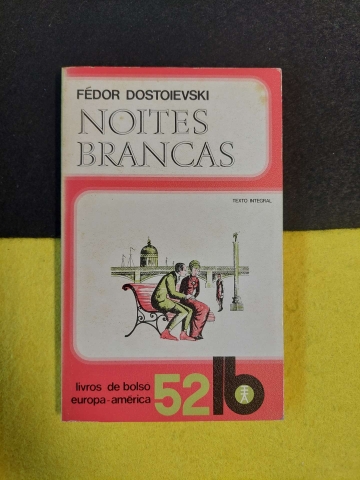 FÉDOR DOSTOIEVSKI
NOITES
BRANCAS
TEXTO INTEGRAL
livros de bolso
europa-américa
52 lb